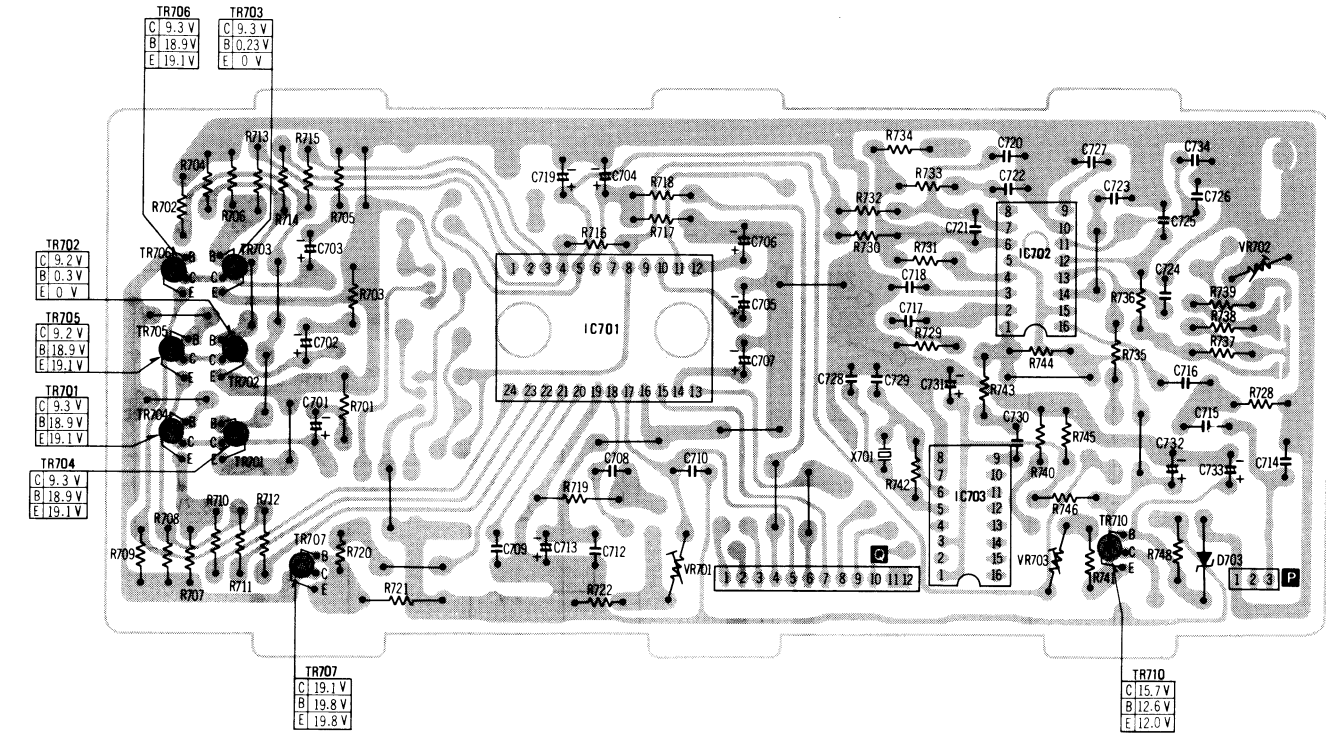 TR706 TR703
C 9.3 V C 9.3 V
B 18.9 V B 0.23 V
E 19.1 V E 0 V
TR702
C 9.2 V
B 0.3 V
E 0 V
TR705
C 9.2 V
B 18.9 V
E 19.1 V
TR701
C 9.3 V
B 18.9 V
E 19.1 V
TR704
C 9.3 V
B 18.9 V
E 19.1 V
R713 R715
R704
R702
R706 R714 R705
TR706 B B TR703
C C
E E
C703
R703
TR705 B B
C C
E E
TR702
C702
TR704 B B
C C
E E
TR701
C701
R701
R710 R712
R708
R709
R707 R711
TR707 B
C
E
R720
R721
C719 C704
R718
R717
R716
1 2 3 4 5 6 7 8 9 10 11 12
IC701
24 23 22 21 20 19 18 17 16 15 14 13
C706
C705
C707
C708 C710
R719
C709 C713 C712
VR701
R722
Q
1 2 3 4 5 6 7 8 9 10 11 12
R734 C720 C727 C734
R733 C722 C723 C726
R732
R730 R731 C721 C725
C718
C717
R729
8 9
7 10
6 11
5 12
4 13
3 14
2 15
1 16
IC702
VR702
C724
R736
R739
R738
R737
R735
R744
C728 C729 C731 R743
C716
R728
C715
C730
R740 R745
C732 C733 C714
X701
R742
8 9
7 10
6 11
5 12
4 13
3 14
2 15
1 16
IC703
R746
VR703
R741
TR710
B
C
E
R748
D703
1 2 3 P
TR707
C 19.1 V
B 19.8 V
E 19.8 V
TR710
C 15.7 V
B 12.6 V
E 12.0 V